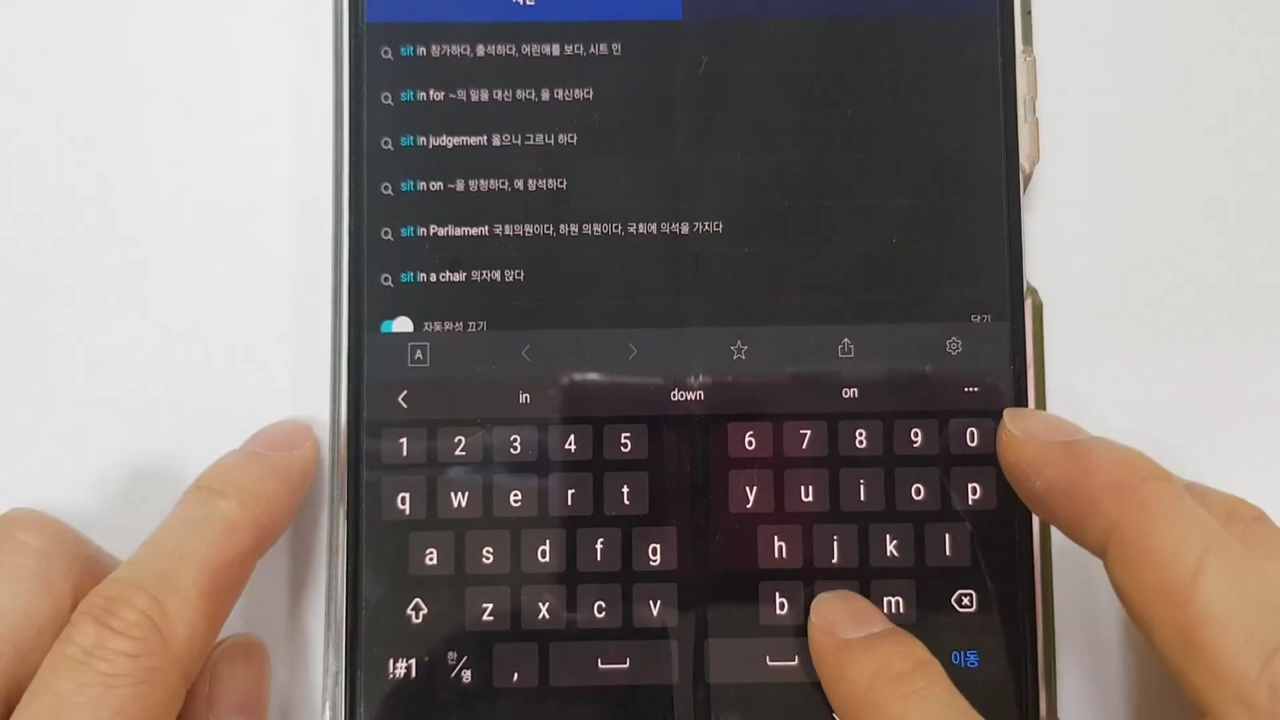 사전
sit in 참가하다, 출석하다, 어린애를 보다, 시트 인
sit in for ~의 일을 대신 하다, 을 대신하다
sit in judgement 옳으니 그르니 하다
sit in on ~을 방청하다, 에 참석하다
sit in Parliament 국회의원이다, 하원 의원이다, 국회에 의석을 가지다
sit in a chair 의자에 앉다
자동완성 끄기 닫기
A
in down on ...
1 2 3 4 5 6 7 8 9 0
q w e r t y u i o p
a s d f g h j k l
z x c v b m
!#1 한/영 , 이동